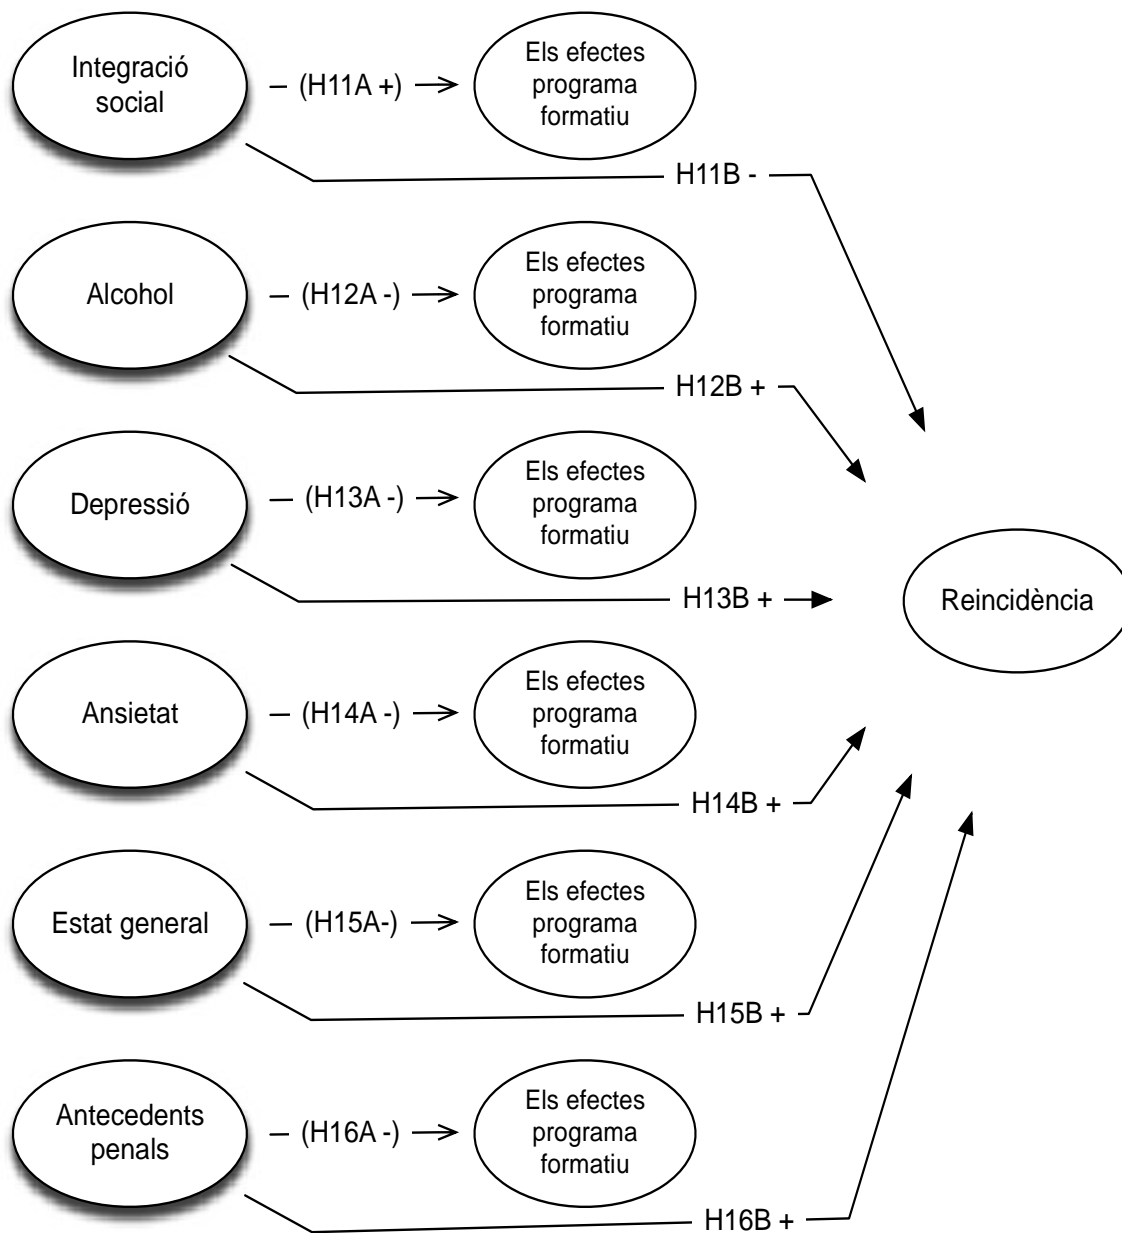 Integració
social
– (H11A +)
Els efectes
programa
formatiu
H11B -
Alcohol
– (H12A -)
Els efectes
programa
formatiu
H12B +
Depressió
– (H13A -)
Els efectes
programa
formatiu
H13B +
Reincidència
Ansietat
– (H14A -)
Els efectes
programa
formatiu
H14B +
Estat general
– (H15A-)
Els efectes
programa
formatiu
H15B +
Antecedents
penals
– (H16A -)
Els efectes
programa
formatiu
H16B +